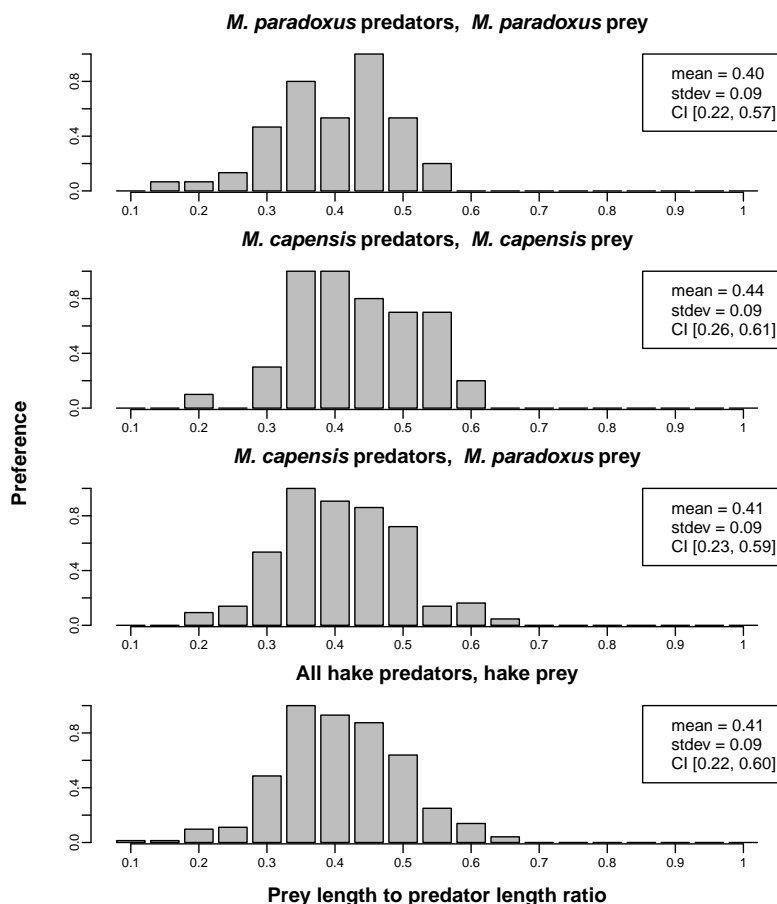 M. paradoxus predators, M. paradoxus prey
mean = 0.40
stdev = 0.09
CI [0.22, 0.57]
0.8
0.4
0.0
0.1 0.2 0.3 0.4 0.5 0.6 0.7 0.8 0.9 1
M. capensis predators, M. capensis prey
mean = 0.44
stdev = 0.09
CI [0.26, 0.61]
0.8
0.4
0.0
0.1 0.2 0.3 0.4 0.5 0.6 0.7 0.8 0.9 1
Preference
M. capensis predators, M. paradoxus prey
mean = 0.41
stdev = 0.09
CI [0.23, 0.59]
0.8
0.4
0.0
0.1 0.2 0.3 0.4 0.5 0.6 0.7 0.8 0.9 1
All hake predators, hake prey
mean = 0.41
stdev = 0.09
CI [0.22, 0.60]
0.8
0.4
0.0
0.1 0.2 0.3 0.4 0.5 0.6 0.7 0.8 0.9 1
Prey length to predator length ratio